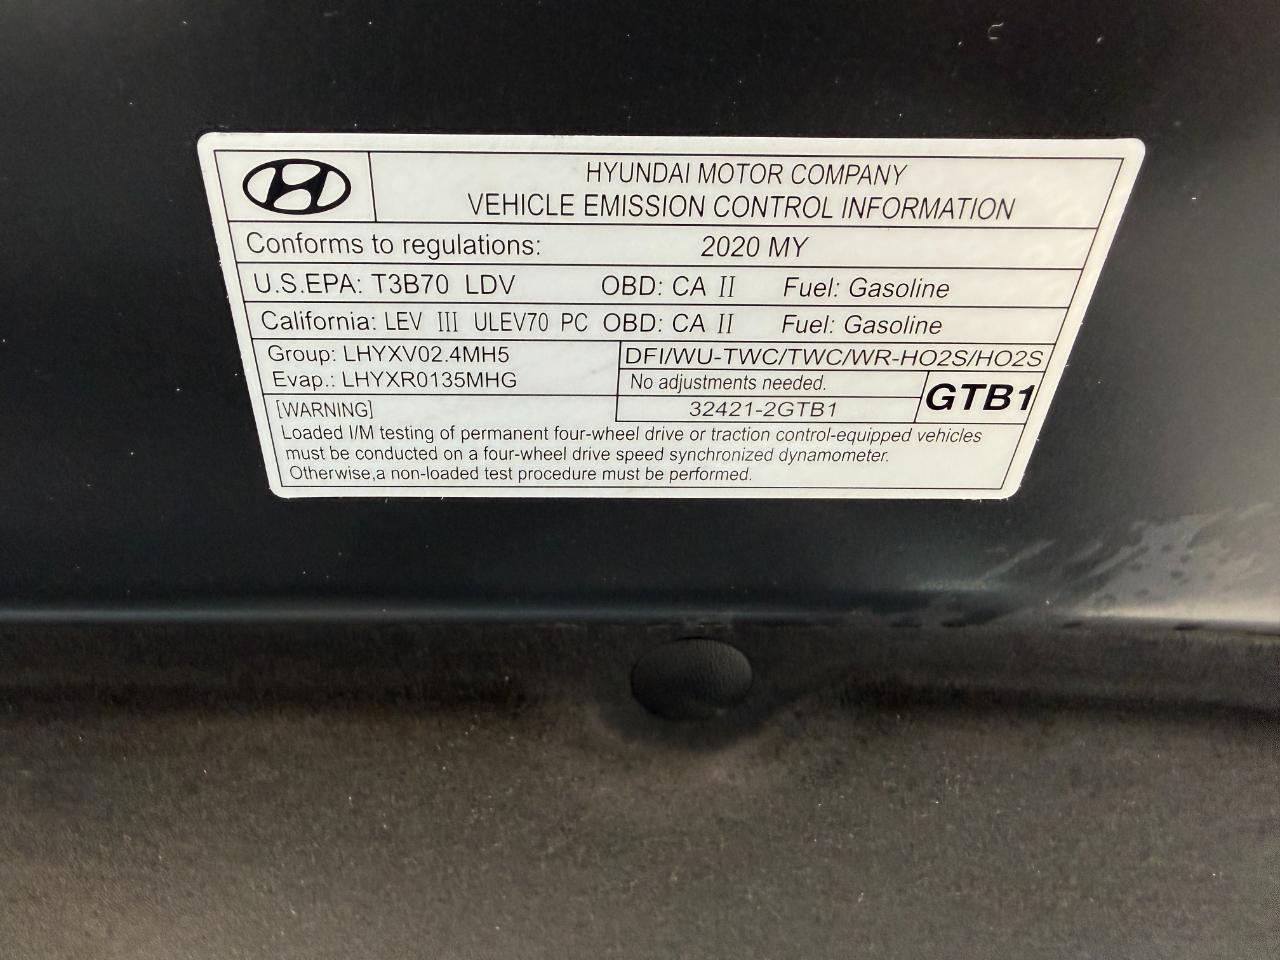 HYUNDAI MOTOR COMPANY
VEHICLE EMISSION CONTROL INFORMATION
Conforms to regulations: 2020 MY
U.S.EPA: T3B70 LDV OBD: CA II Fuel: Gasoline
California: LEV III ULEV70 PC OBD: CA II Fuel: Gasoline
Group: LHYXV02.4MH5
Evap.: LHYXR0135MHG
DFI/WU-TWC/TWC/WR-HO2S/HO2S
No adjustments needed.
32421-2GTB1
GTB1
[WARNING]
Loaded I/M testing of permanent four-wheel drive or traction control-equipped vehicles
must be conducted on a four-wheel drive speed synchronized dynamometer.
Otherwise,a non-loaded test procedure must be performed.